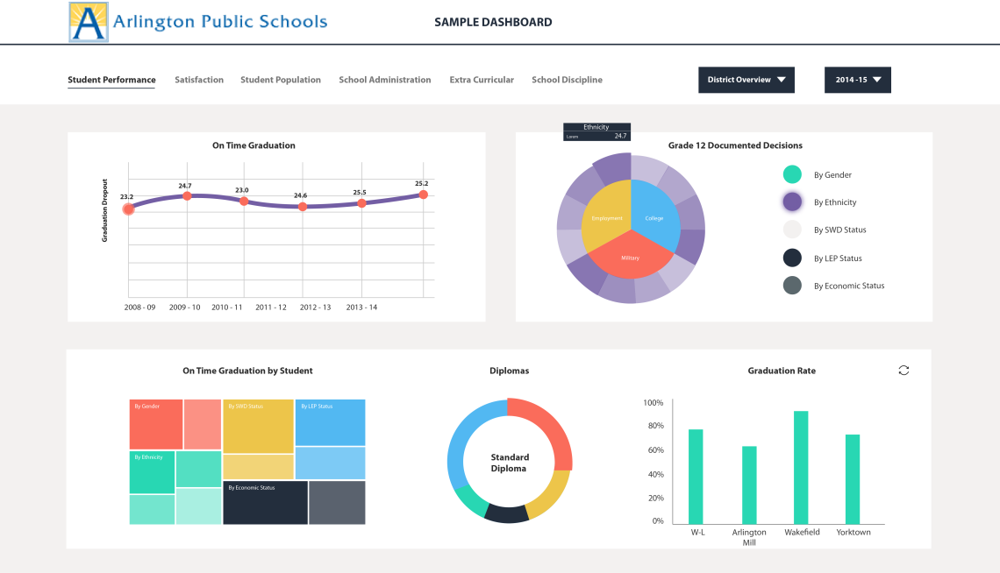 Arlington Public Schools
SAMPLE DASHBOARD
Student Performance
Satisfaction
Student Population
School Administration
Extra Curricular
School Discipline
District Overview
2014 -15
On Time Graduation
Graduation Dropout
23.2
24.7
23.0
24.6
25.5
25.2
2008 - 09
2009 - 10
2010 - 11
2011 - 12
2012 - 13
2013 - 14
Ethnicity
Lorem 24.7
Grade 12 Documented Decisions
Employment
College
Military
By Gender
By Ethnicity
By SWD Status
By LEP Status
By Economic Status
On Time Graduation by Student
By Gender
By SWD Status
By LEP Status
By Ethnicity
By Economic Status
Diplomas
Standard
Diploma
Graduation Rate
100%
80%
60%
40%
20%
0%
W-L
Arlington
Mill
Wakefield
Yorktown